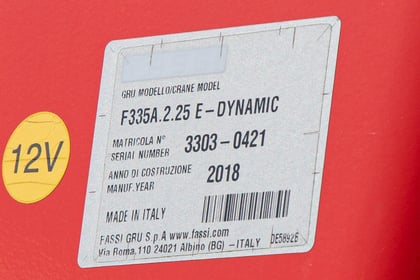 GRU MODELLO/CRANE MODEL
F335A.2.25 E-DYNAMIC
MATRICOLA N°
SERIAL NUMBER 3303-0421
ANNO DI COSTRUZIONE
MANUF.YEAR 2018
MADE IN ITALY
FASSI GRU S.p.A www.fassi.com
Via Roma,110 24021 Albino (BG) - ITALY
12V